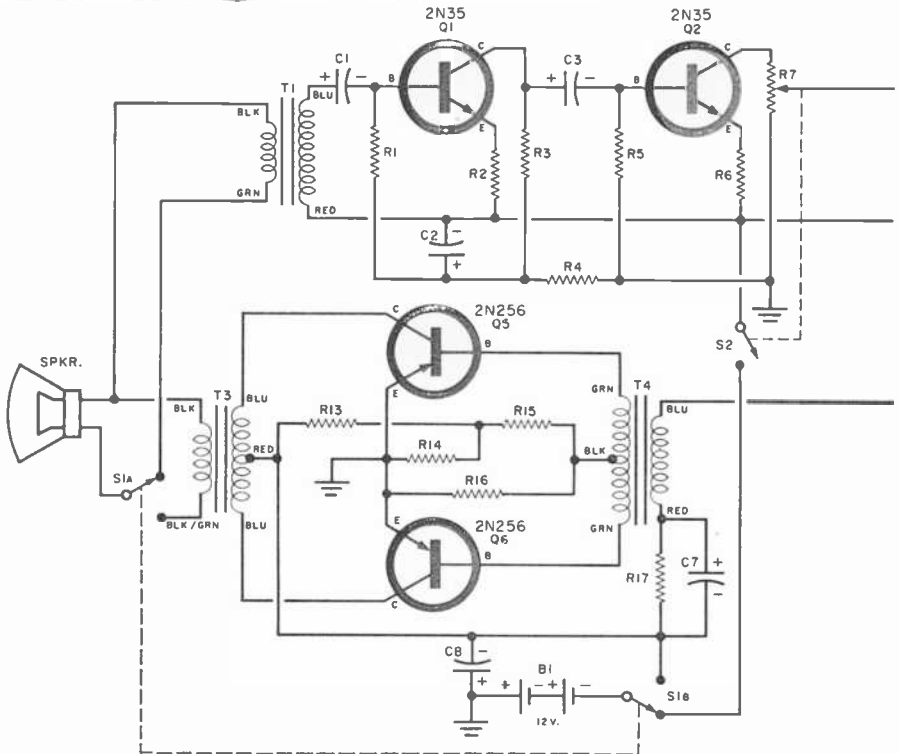 2N35
Q1
2N35
Q2
C1
+ -
T1
BLU
BLK
GRN
RED
B
C
E
R1
R2
R3
C3
+ -
B
C
E
R5
R6
R7
C2
-
+
R4
S2
2N256
Q5
C
B
E
SPKR.
T3
BLK
BLU
RED
BLU
BLK/GRN
S1A
R13
R14
R15
R16
GRN
T4
BLU
BLK
GRN
RED
2N256
Q6
E
B
C
R17
C7
+
-
C8
-
+
B1
+ - + -
12V.
S1B